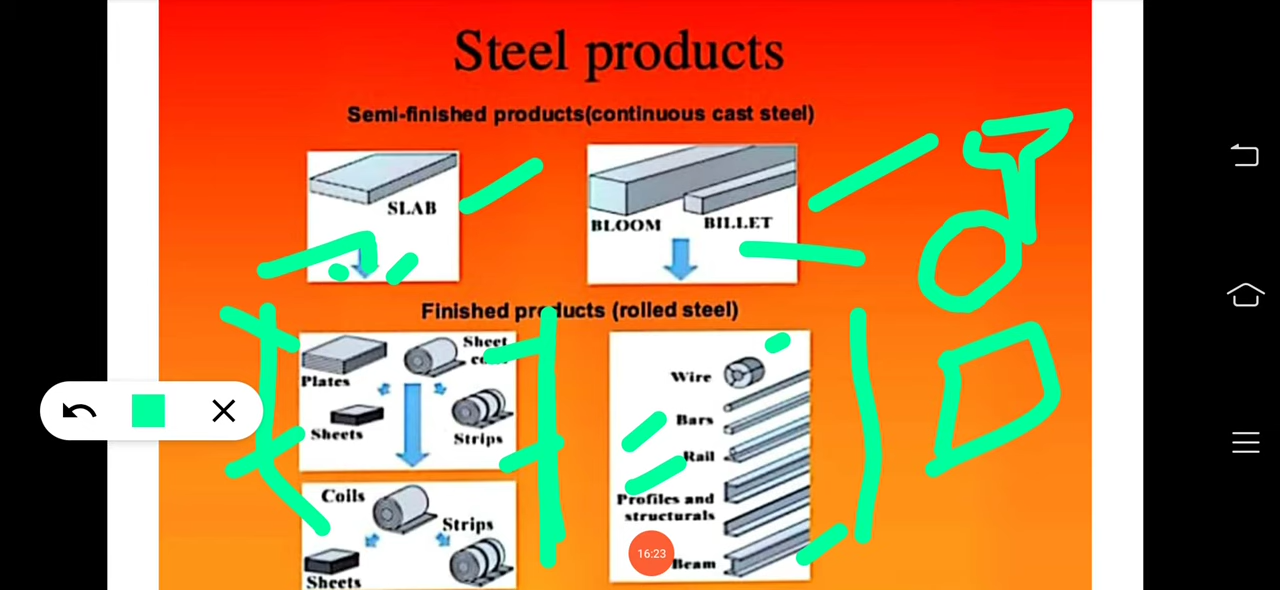 Steel products
Semi-finished products(continuous cast steel)
SLAB
BLOOM
BILLET
Finished products (rolled steel)
Plates
Sheet
Sheets
Strips
Coils
Strips
Sheets
Wire
Bars
Rail
Profiles and
structurals
Beam
16:23